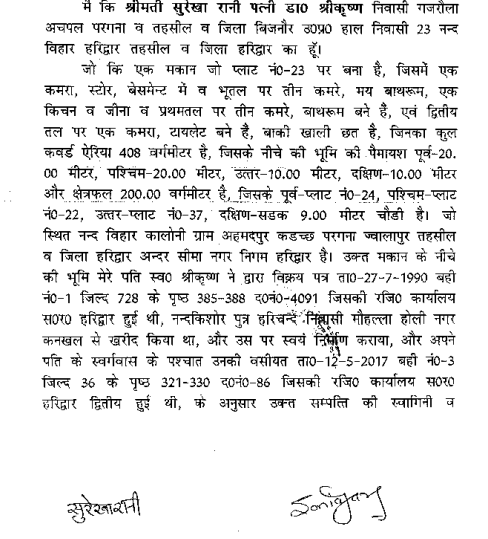 मैं कि श्रीमती सुरेखा रानी पत्नी डा0 श्रीकृष्ण निवासी गजरौला
अचपल परगना व तहसील व जिला बिजनौर उ0प्र0 हाल निवासी 23 नन्द
विहार हरिद्वार तहसील व जिला हरिद्वार का हूँ।
जो कि एक मकान जो प्लाट नं0-23 पर बना है, जिसमें एक
कमरा, स्टोर, बेसमेन्ट में व भूतल पर तीन कमरे, मय बाथरूम, एक
किचन व जीना व प्रथमतल पर तीन कमरे, बाथरूम बने है, एवं द्वितीय
तल पर एक कमरा, टायलेट बने है, बाकी खाली छत है, जिनका कुल
कवर्ड ऐरिया 408 वर्गमीटर है, जिसके नीचे की भूमि की पैमायश पूर्व-20.
00 मीटर, पश्चिम-20.00 मीटर, उत्तर-10.00 मीटर, दक्षिण-10.00 मीटर
और क्षेत्रफल 200.00 वर्गमीटर है, जिसके पूर्व-प्लाट नं0-24, पश्चिम-प्लाट
नं0-22, उत्तर-प्लाट नं0-37, दक्षिण-सडक 9.00 मीटर चौडी है। जो
स्थित नन्द विहार कालोनी ग्राम अहमदपुर कडच्छ परगना ज्वालापुर तहसील
व जिला हरिद्वार अन्दर सीमा नगर निगम हरिद्वार है। उक्त मकान के नीचे
की भूमि मेरे पति स्व0 श्रीकृष्ण ने द्वारा विक्रय पत्र ता0-27-7-1990 बही
नं0-1 जिल्द 728 के पृष्ठ 385-388 द0नं0-4091 जिसकी रजि0 कार्यालय
स0र0 हरिद्वार हुई थी, नन्दकिशोर पुत्र हरिचन्द निवासी मौहल्ला होली नगर
कनखल से खरीद किया था, और उस पर स्वयं निर्माण कराया, और अपने
पति के स्वर्गवास के पश्चात उनकी वसीयत ता0-12-5-2017 बही नं0-3
जिल्द 36 के पृष्ठ 321-330 द0नं0-86 जिसकी रजि0 कार्यालय स0र0
हरिद्वार द्वितीय हुई थी, के अनुसार उक्त सम्पत्ति की स्वागिनी व
सुरेखारानी